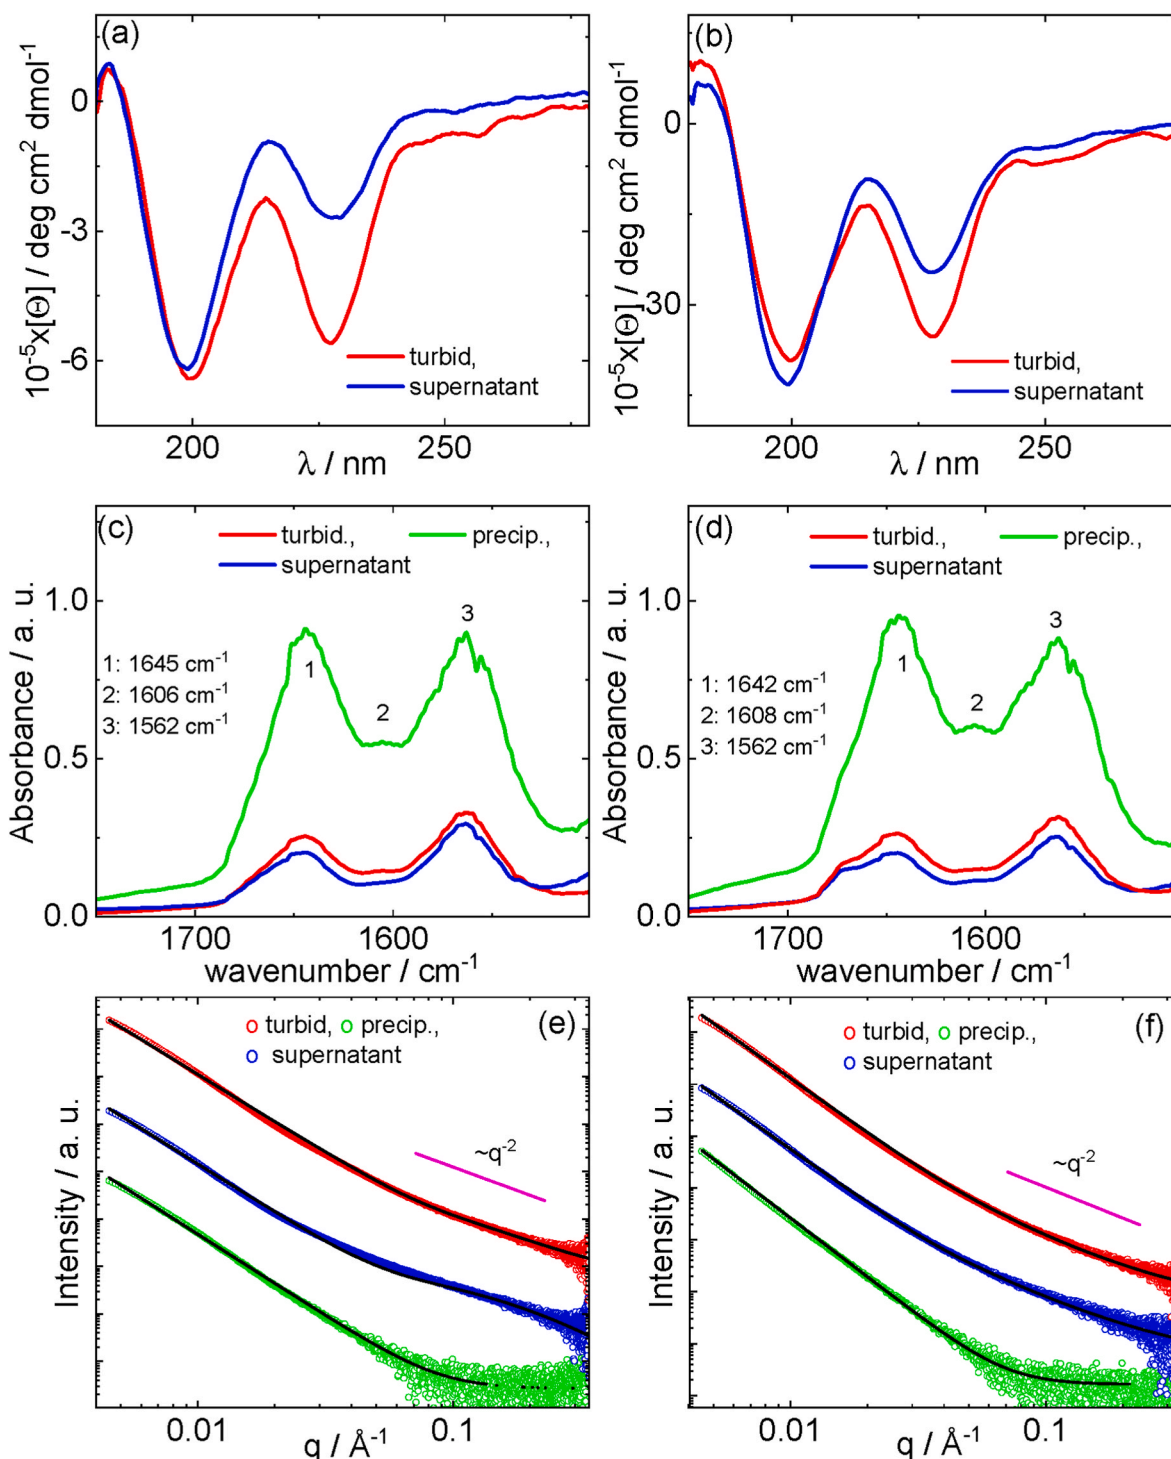 (a)
10⁻⁵x[Θ] / deg cm² dmol⁻¹
0
-3
-6
turbid,
supernatant
200
250
λ / nm
(b)
10⁻⁵x[Θ] / deg cm² dmol⁻¹
0
-30
turbid,
supernatant
200
250
λ / nm
(c)
turbid., precip.,
supernatant
Absorbance / a. u.
1.0
0.5
0.0
1: 1645 cm⁻¹
2: 1606 cm⁻¹
3: 1562 cm⁻¹
1
2
3
1700
1600
wavenumber / cm⁻¹
(d)
turbid., precip.,
supernatant
Absorbance / a. u.
1.0
0.5
0.0
1: 1642 cm⁻¹
2: 1608 cm⁻¹
3: 1562 cm⁻¹
1
2
3
1700
1600
wavenumber / cm⁻¹
(e)
turbid, precip.,
supernatant
~q⁻²
Intensity / a. u.
0.01
0.1
q / Å⁻¹
(f)
turbid, precip.,
supernatant
~q⁻²
Intensity / a. u.
0.01
0.1
q / Å⁻¹